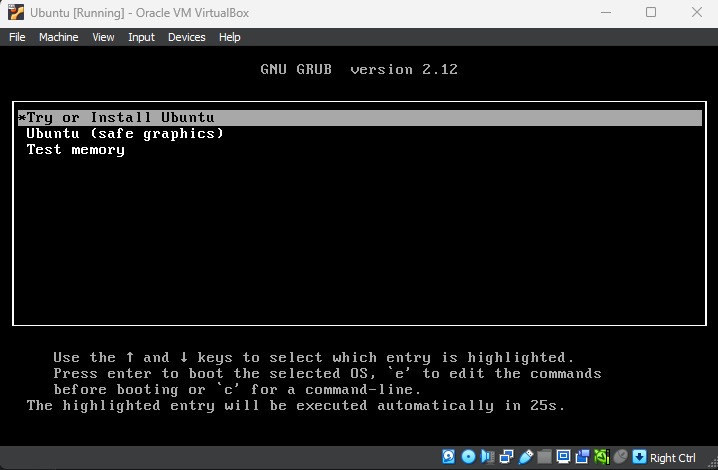 Ubuntu [Running] - Oracle VM VirtualBox
File Machine View Input Devices Help
GNU GRUB version 2.12
*Try or Install Ubuntu
Ubuntu (safe graphics)
Test memory
Use the ↑ and ↓ keys to select which entry is highlighted.
Press enter to boot the selected OS, `e' to edit the commands
before booting or `c' for a command-line.
The highlighted entry will be executed automatically in 25s.
Right Ctrl